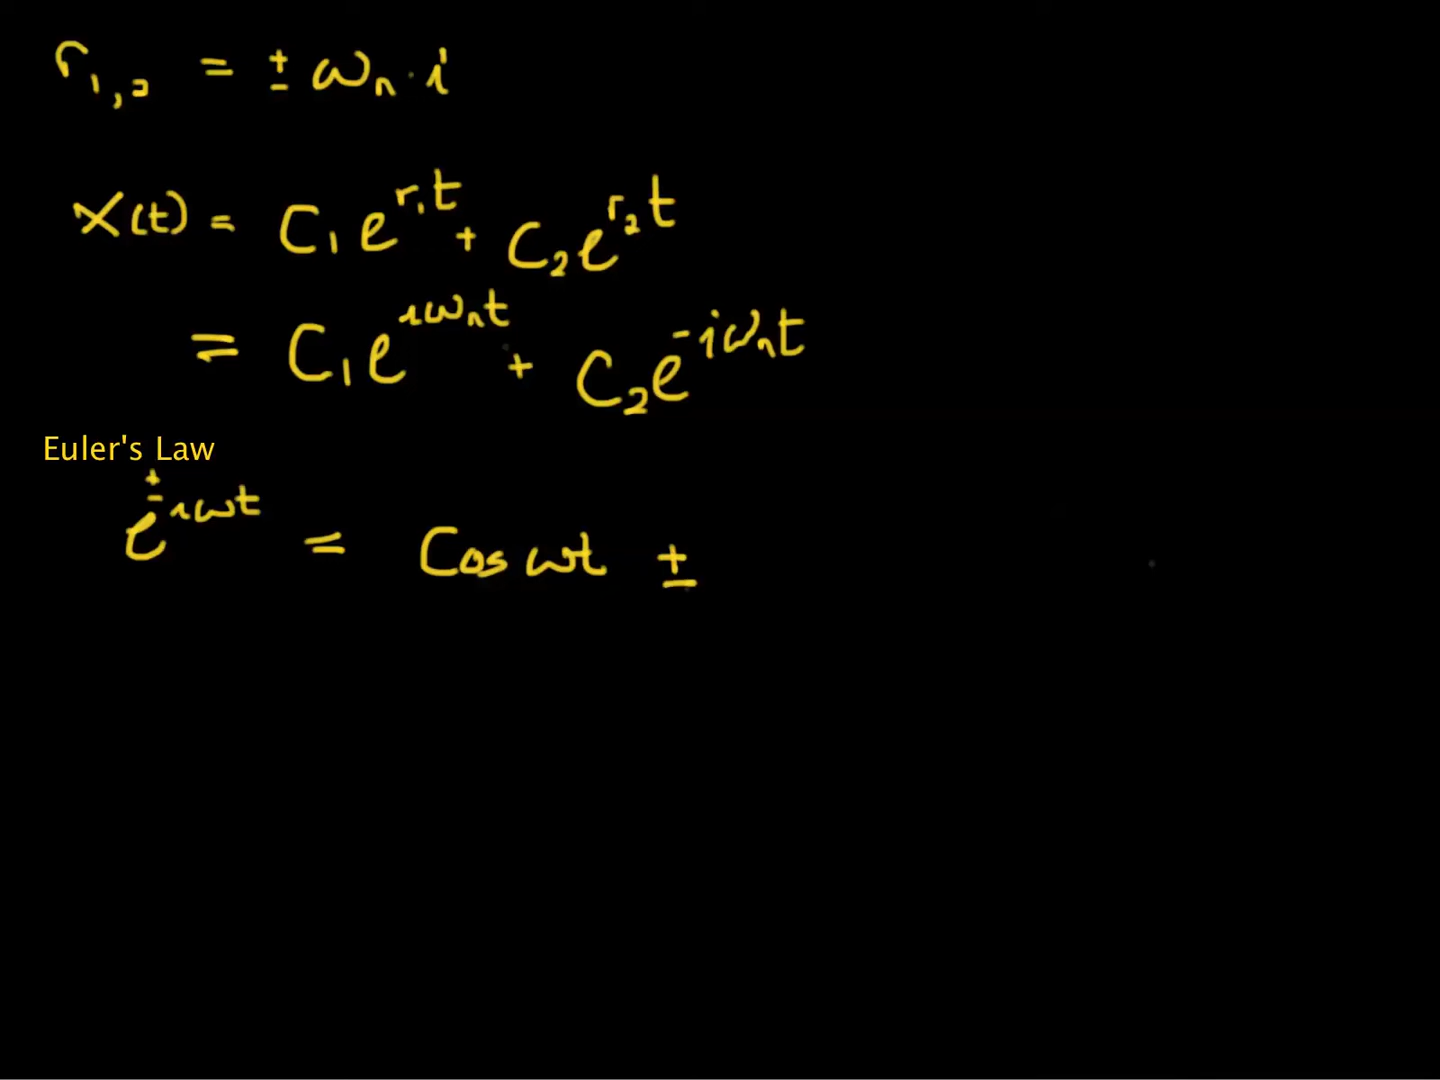 r₁,₂ = ± ωₙ · i
x(t) = C₁e^{r₁t} + C₂e^{r₂t}
= C₁e^{iωₙt} + C₂e^{-iωₙt}
Euler's Law
e^{±iωt} = Cos ωt ±